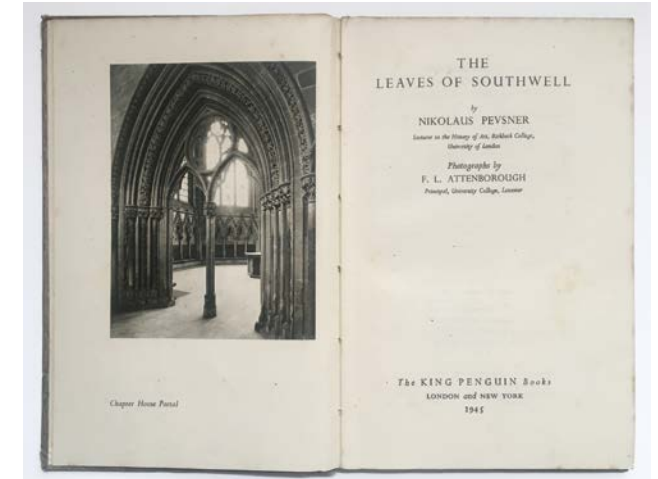 Chapter House Portal
THE
LEAVES OF SOUTHWELL
by
NIKOLAUS PEVSNER
Lecturer in the History of Art, Birkbeck College,
University of London
Photographs by
F. L. ATTENBOROUGH
Principal, University College, Leicester
The KING PENGUIN Books
LONDON and NEW YORK
1945